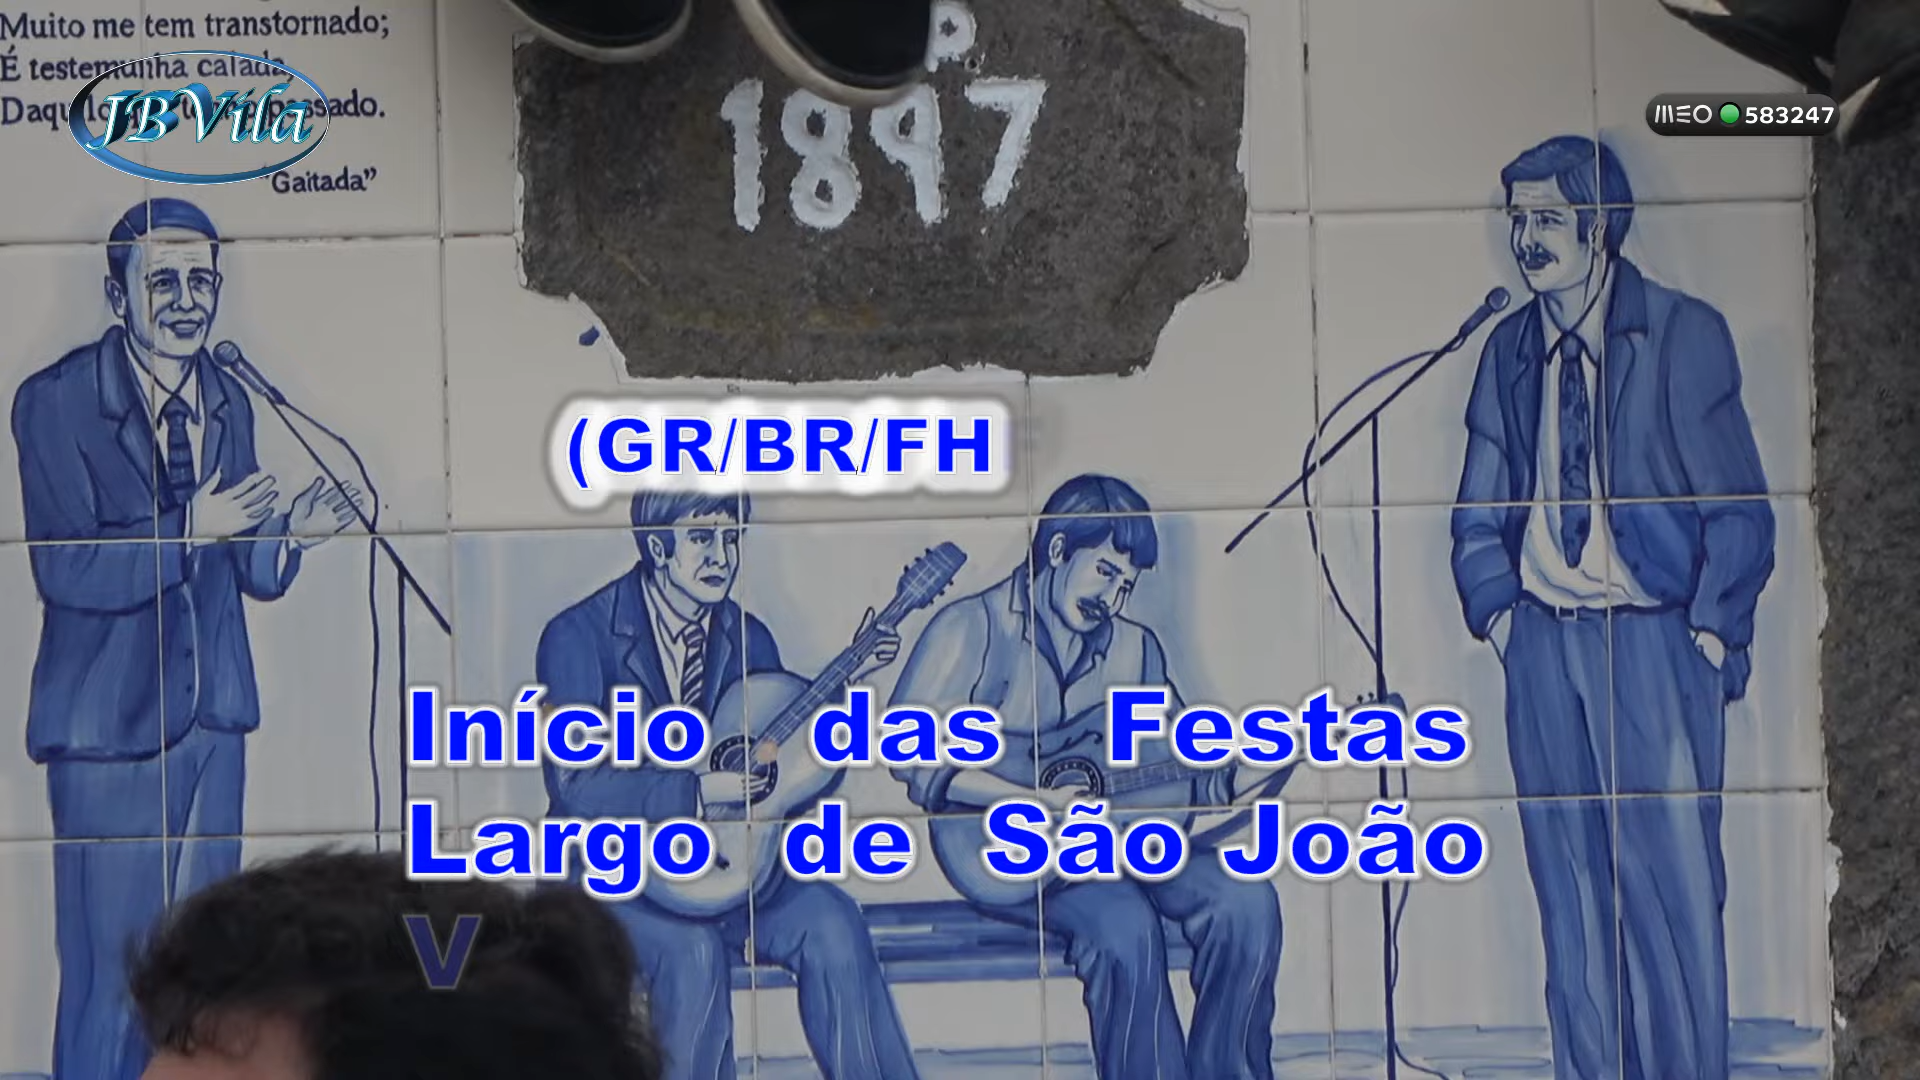 Muito me tem transtornado;
É testemunha calada,
passado.
"Gaitada"
JB Vila
P.
1897
MEO 583247
(GR/BR/FH
Início das Festas
Largo de São João
V